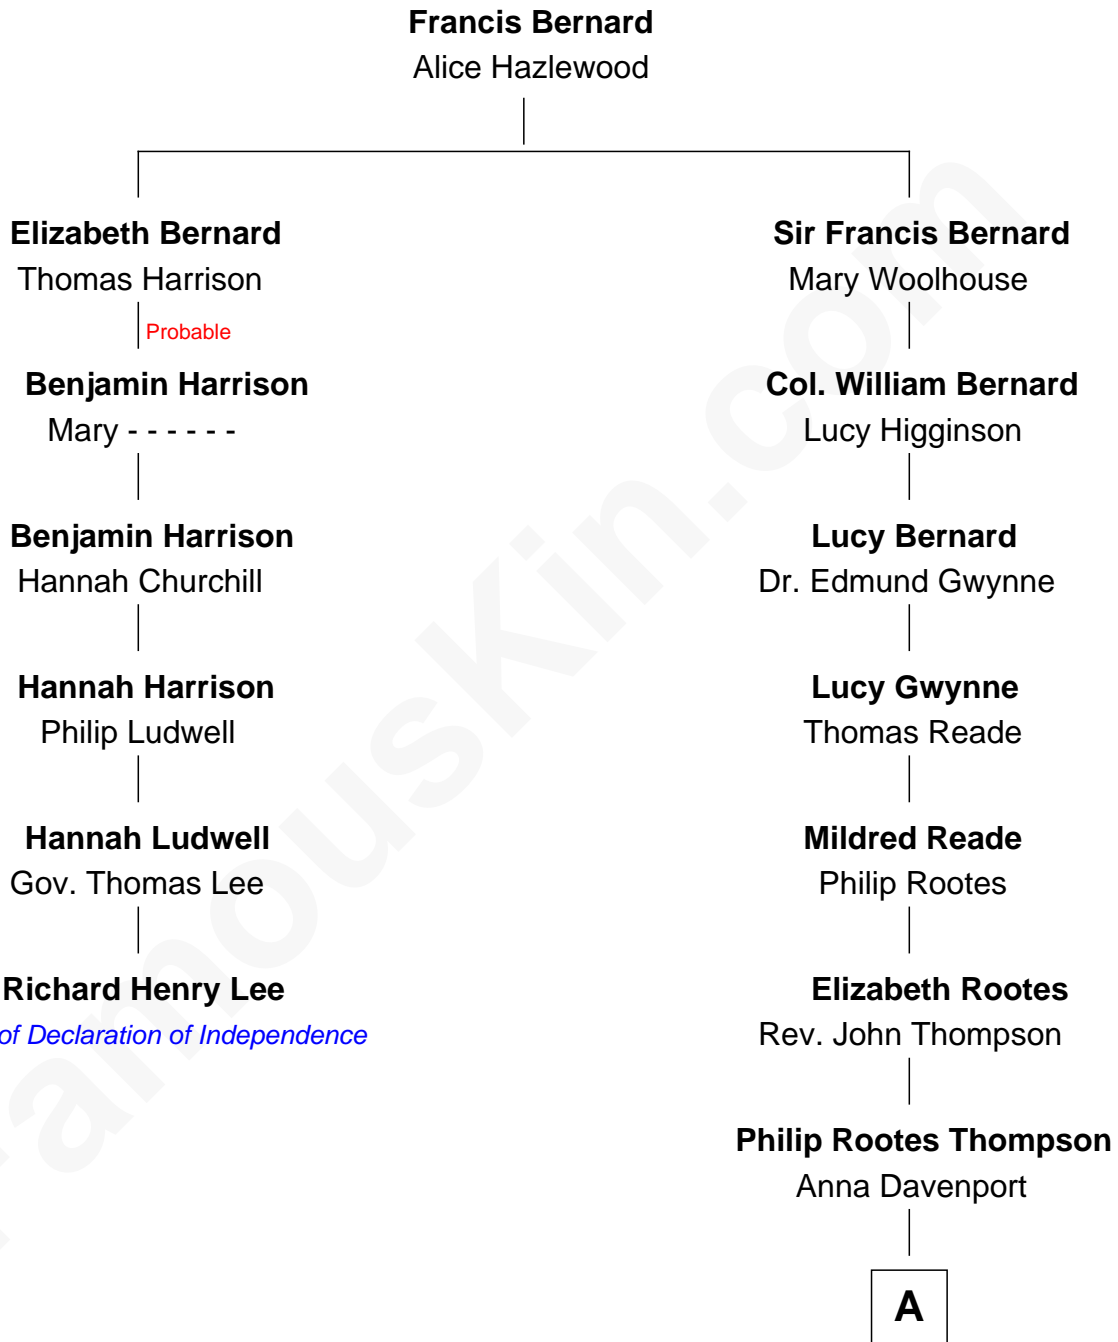 Francis Bernard
Alice Hazlewood
Elizabeth Bernard
Thomas Harrison
Probable
Benjamin Harrison
Mary - - - - - -
Benjamin Harrison
Hannah Churchill
Hannah Harrison
Philip Ludwell
Hannah Ludwell
Gov. Thomas Lee
Richard Henry Lee
of Declaration of Independence
Sir Francis Bernard
Mary Woolhouse
Col. William Bernard
Lucy Higginson
Lucy Bernard
Dr. Edmund Gwynne
Lucy Gwynne
Thomas Reade
Mildred Reade
Philip Rootes
Elizabeth Rootes
Rev. John Thompson
Philip Rootes Thompson
Anna Davenport
A
FamousKin.com